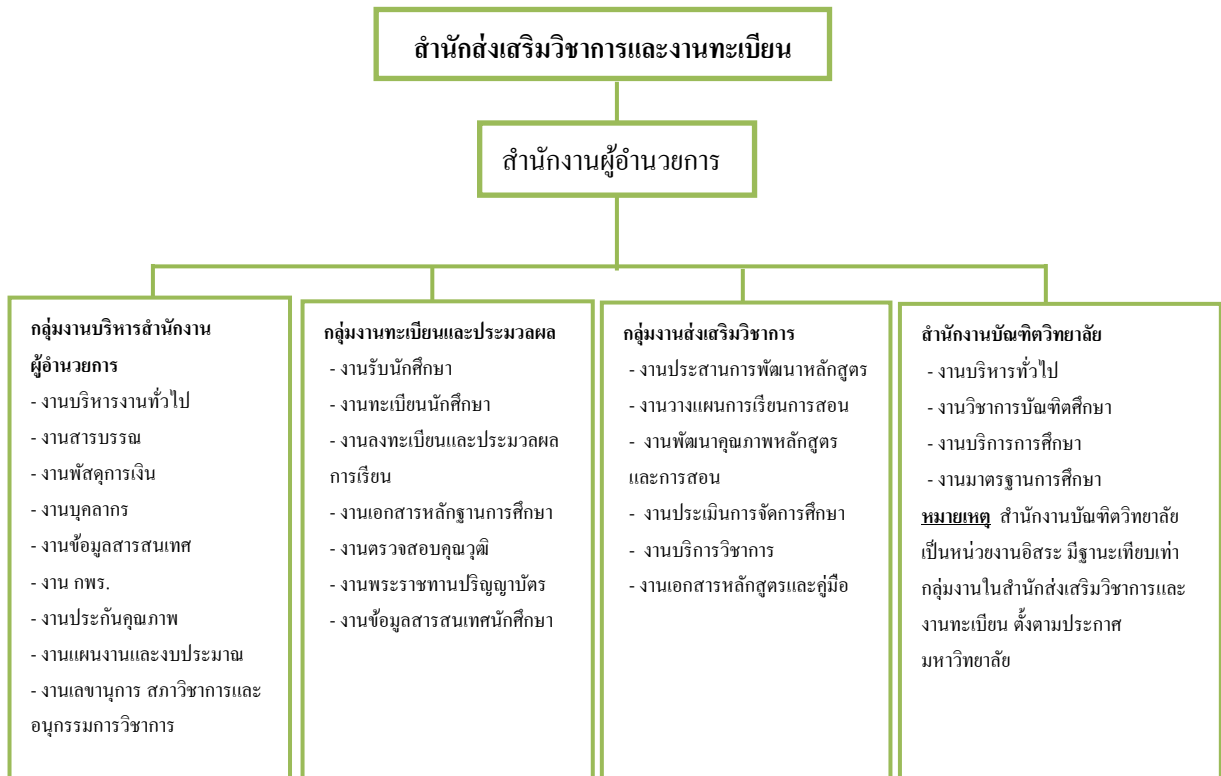 สำนักส่งเสริมวิชาการและงานทะเบียน
สำนักงานผู้อำนวยการ
กลุ่มงานบริหารสำนักงาน
ผู้อำนวยการ
- งานบริหารงานทั่วไป
- งานสารบรรณ
- งานพัสดุการเงิน
- งานบุคลากร
- งานข้อมูลสารสนเทศ
- งาน กพร.
- งานประกันคุณภาพ
- งานแผนงานและงบประมาณ
- งานเลขานุการ สภาวิชาการและ
อนุกรรมการวิชาการ
กลุ่มงานทะเบียนและประมวลผล
- งานรับนักศึกษา
- งานทะเบียนนักศึกษา
- งานลงทะเบียนและประมวลผล
การเรียน
- งานเอกสารหลักฐานการศึกษา
- งานตรวจสอบคุณวุฒิ
- งานพระราชทานปริญญาบัตร
- งานข้อมูลสารสนเทศนักศึกษา
กลุ่มงานส่งเสริมวิชาการ
- งานประสานการพัฒนาหลักสูตร
- งานวางแผนการเรียนการสอน
- งานพัฒนาคุณภาพหลักสูตร
และการสอน
- งานประเมินการจัดการศึกษา
- งานบริการวิชาการ
- งานเอกสารหลักสูตรและคู่มือ
สำนักงานบัณฑิตวิทยาลัย
- งานบริหารทั่วไป
- งานวิชาการบัณฑิตศึกษา
- งานบริการการศึกษา
- งานมาตรฐานการศึกษา
หมายเหตุ สำนักงานบัณฑิตวิทยาลัย
เป็นหน่วยงานอิสระ มีฐานะเทียบเท่า
กลุ่มงานในสำนักส่งเสริมวิชาการและ
งานทะเบียน ตั้งตามประกาศ
มหาวิทยาลัย